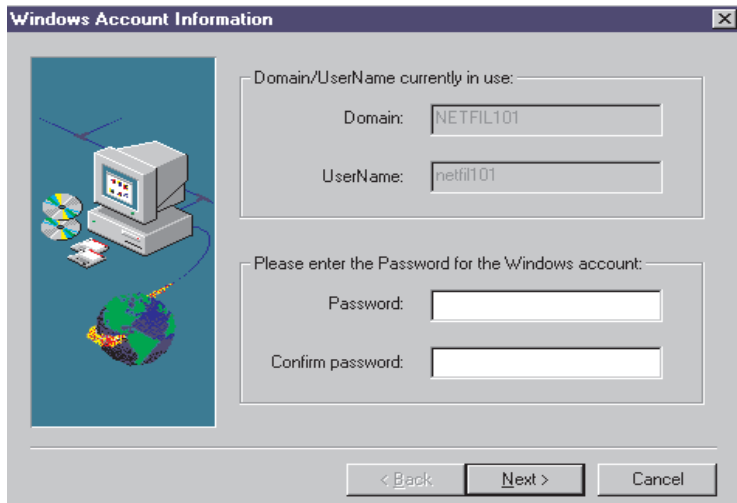 Windows Account Information
Domain/UserName currently in use:
Domain: NETFIL101
UserName: netfil101
Please enter the Password for the Windows account:
Password:
Confirm password:
< Back Next > Cancel